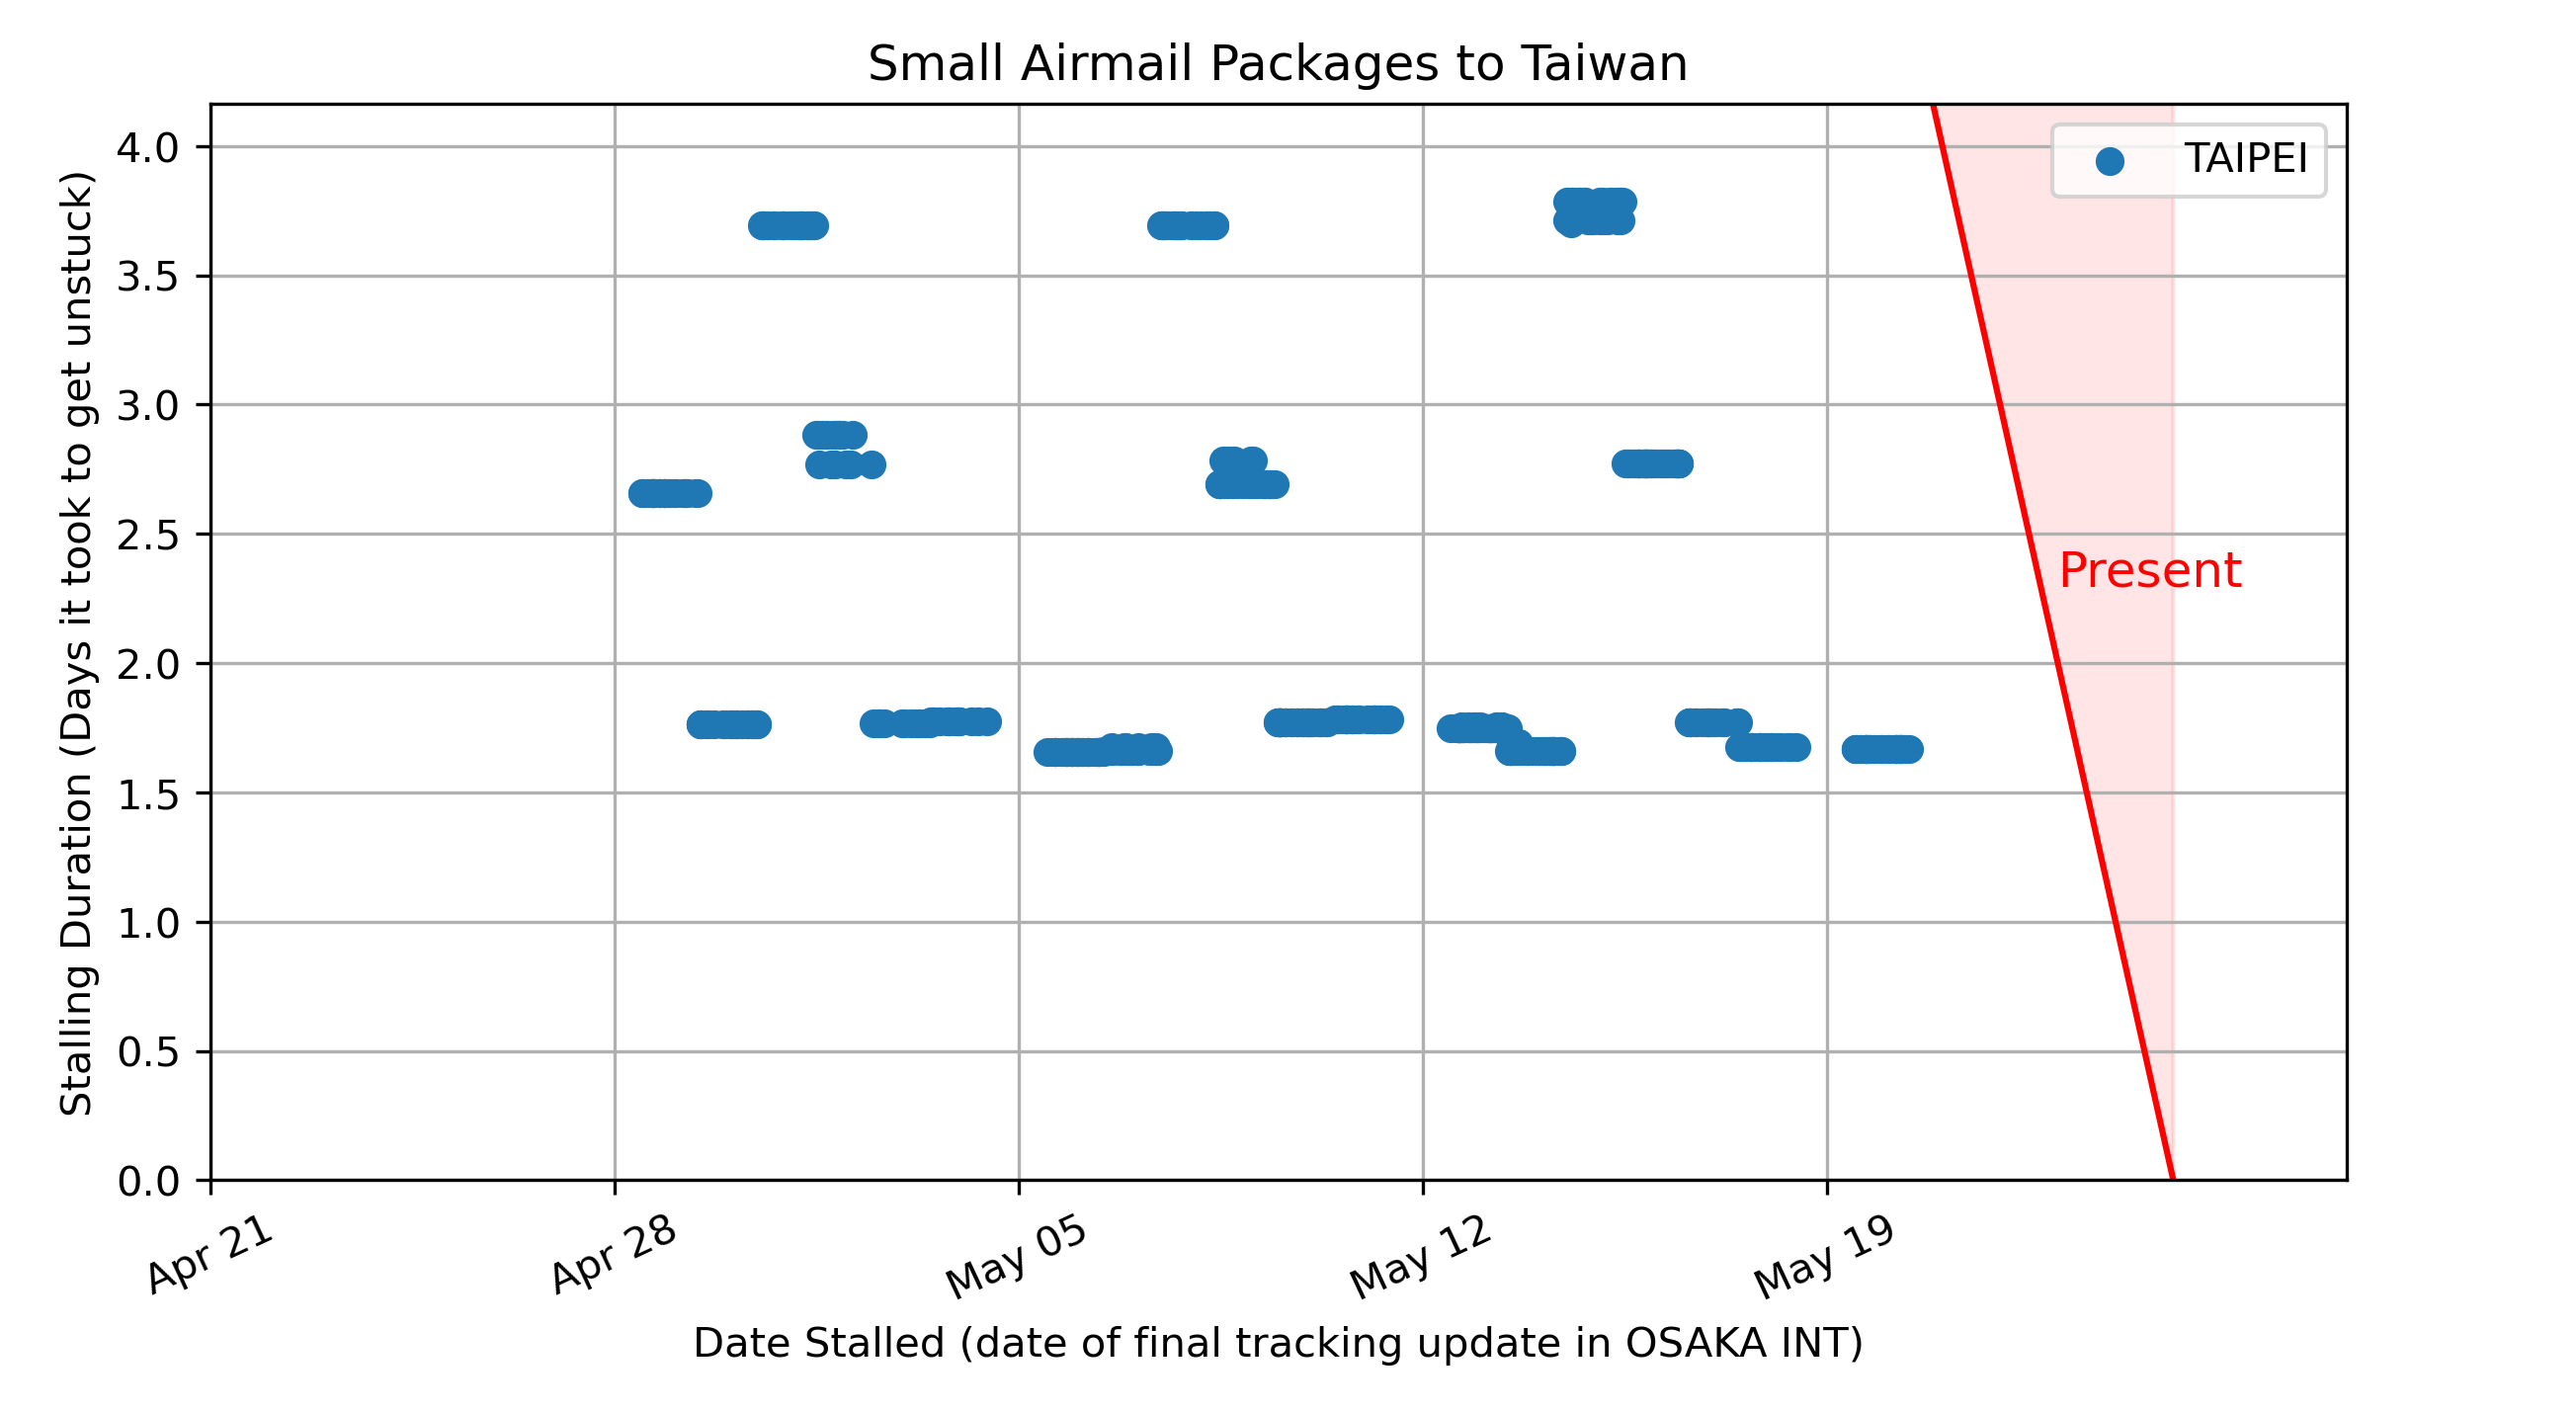 Small Airmail Packages to Taiwan
TAIPEI
Present
Stalling Duration (Days it took to get unstuck)
4.0
3.5
3.0
2.5
2.0
1.5
1.0
0.5
0.0
Apr 21
Apr 28
May 05
May 12
May 19
Date Stalled (date of final tracking update in OSAKA INT)